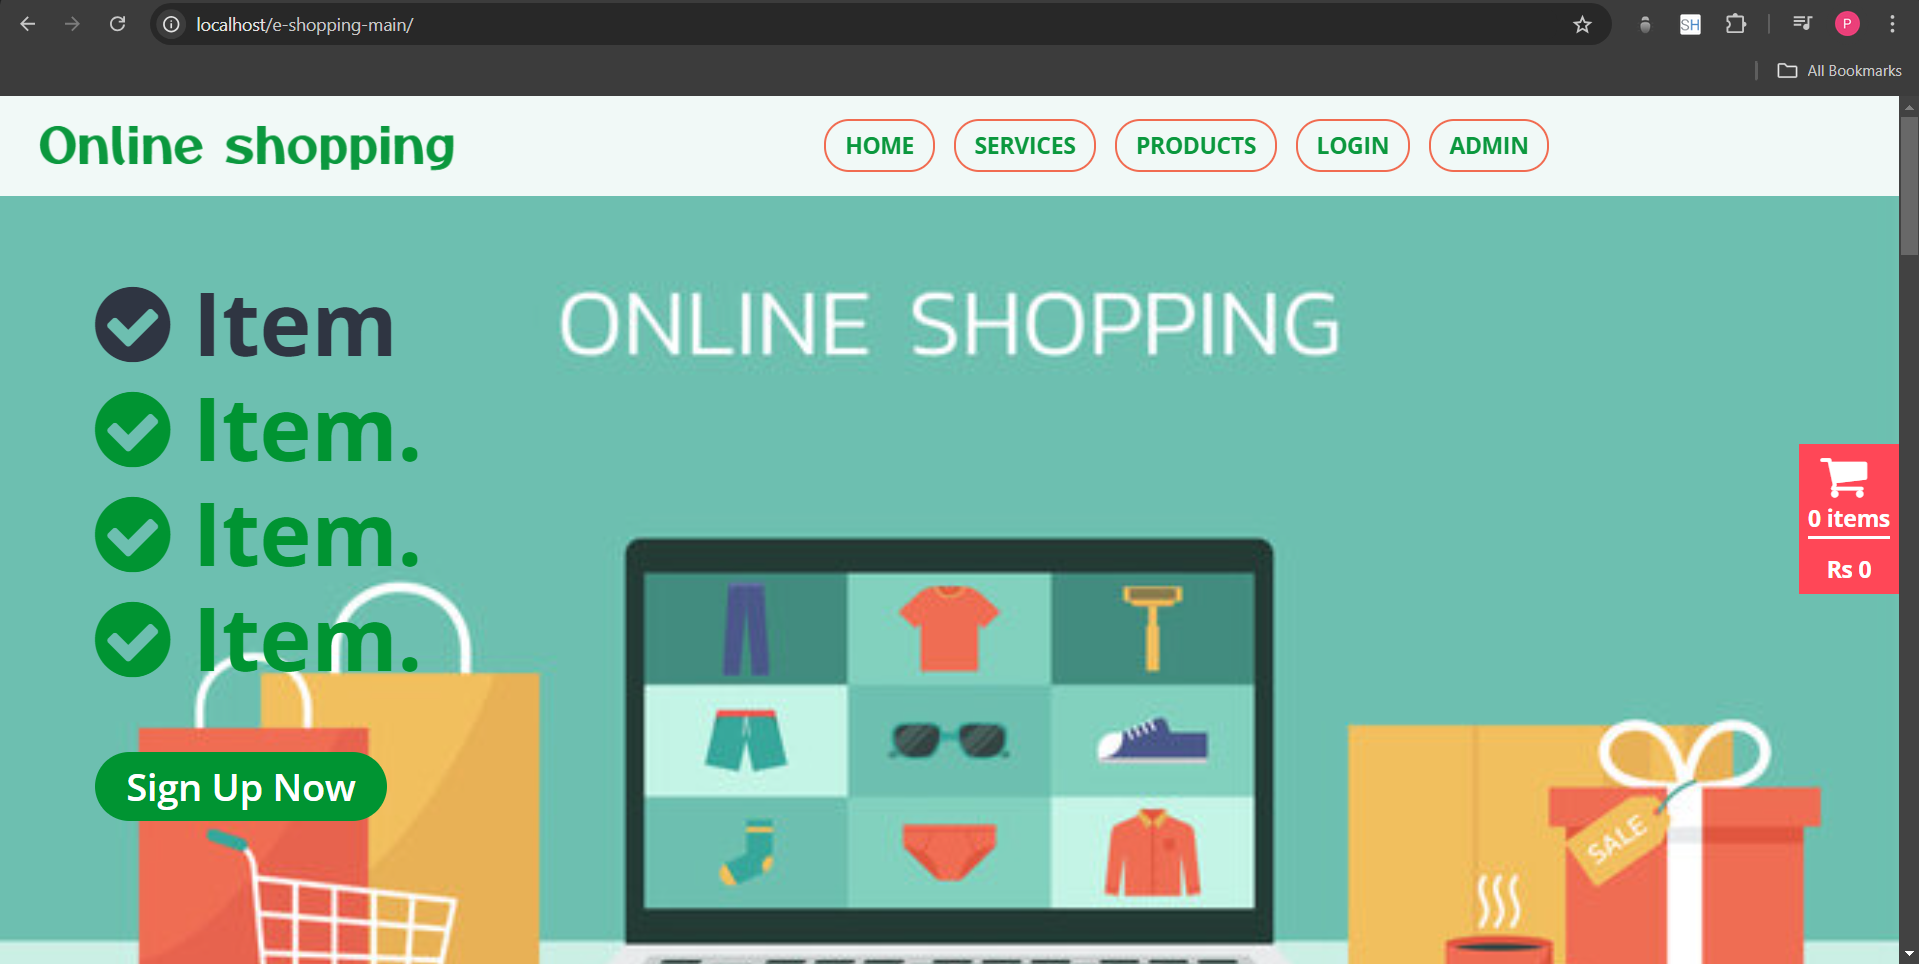 localhost/e-shopping-main/
SH
P
All Bookmarks
Online shopping
HOME
SERVICES
PRODUCTS
LOGIN
ADMIN
Item
ONLINE SHOPPING
Item.
Item.
Item.
0 items
Rs 0
Sign Up Now
SALE